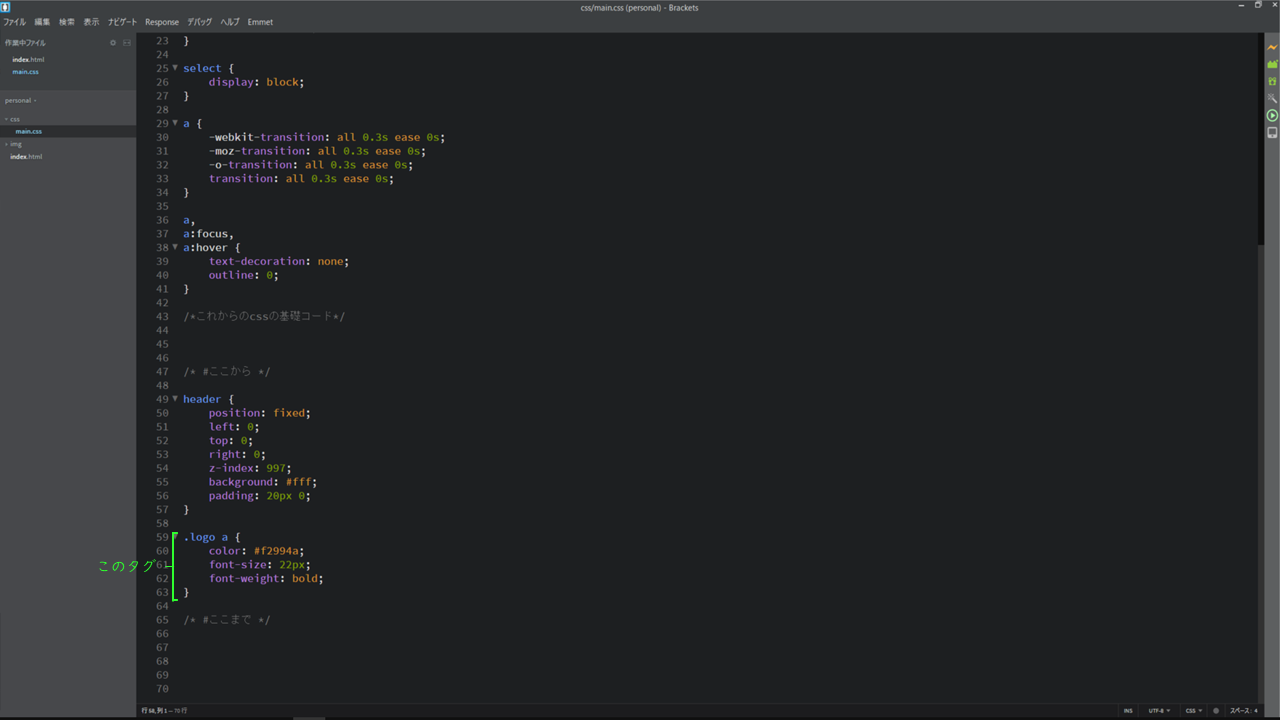 css/main.css (personal) - Brackets
ファイル 編集 検索 表示 ナビゲート Response デバッグ ヘルプ Emmet
作業中ファイル
index.html
main.css
personal
css
main.css
img
index.html
23 }
24
25 select {
26 display: block;
27 }
28
29 a {
30 -webkit-transition: all 0.3s ease 0s;
31 -moz-transition: all 0.3s ease 0s;
32 -o-transition: all 0.3s ease 0s;
33 transition: all 0.3s ease 0s;
34 }
35
36 a,
37 a:focus,
38 a:hover {
39 text-decoration: none;
40 outline: 0;
41 }
42
43 /*これからのcssの基礎コード*/
44
45
46
47 /* #ここから */
48
49 header {
50 position: fixed;
51 left: 0;
52 top: 0;
53 right: 0;
54 z-index: 997;
55 background: #fff;
56 padding: 20px 0;
57 }
58
59 .logo a {
60 color: #f2994a;
このタグ
61 font-size: 22px;
62 font-weight: bold;
63 }
64
65 /* #ここまで */
66
67
68
69
70
行 58, 列 1 — 70 行 INS UTF-8 CSS スペース: 4